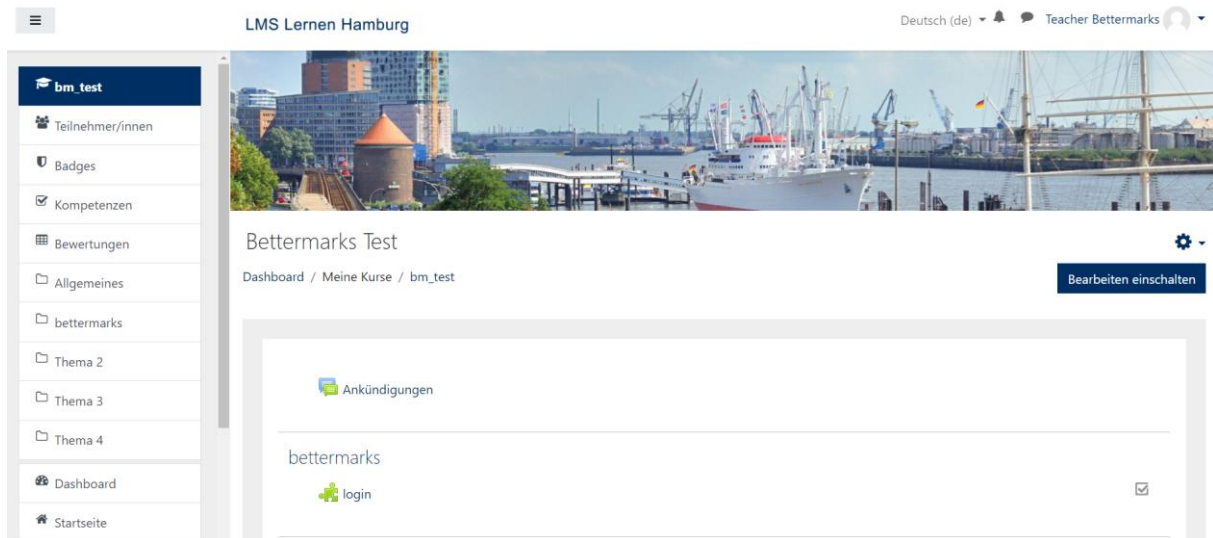 LMS Lernen Hamburg
Deutsch (de)
Teacher Bettermarks
bm_test
Teilnehmer/innen
Badges
Kompetenzen
Bewertungen
Allgemeines
bettermarks
Thema 2
Thema 3
Thema 4
Dashboard
Startseite
Bettermarks Test
Dashboard / Meine Kurse / bm_test
Bearbeiten einschalten
Ankündigungen
bettermarks
login